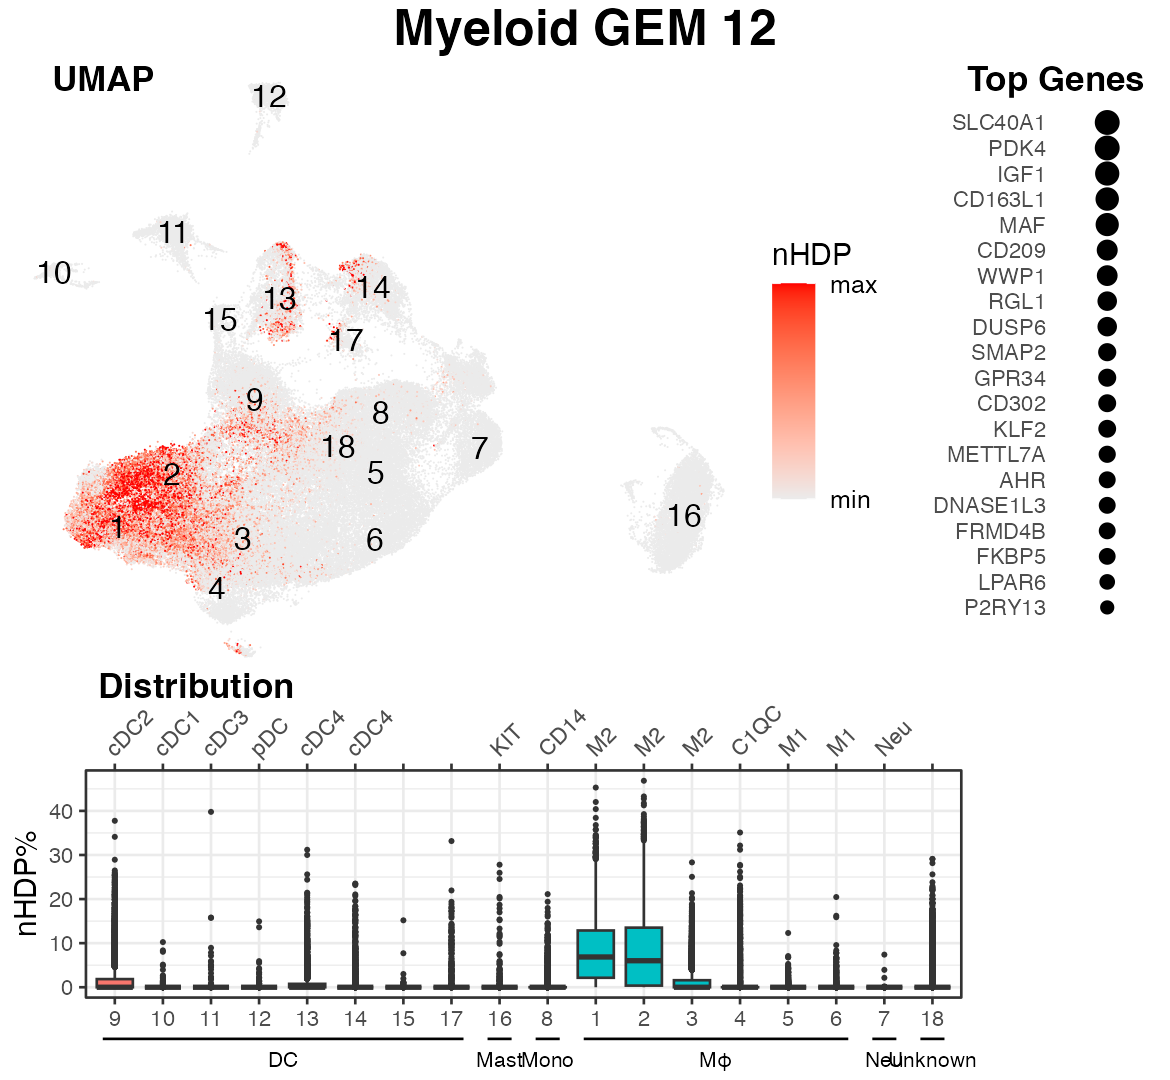 Myeloid GEM 12
UMAP
Top Genes
12
11
10
13
14
15
17
9
8
18
7
2
5
1
3
6
4
16
nHDP
max
min
SLC40A1
PDK4
IGF1
CD163L1
MAF
CD209
WWP1
RGL1
DUSP6
SMAP2
GPR34
CD302
KLF2
METTL7A
AHR
DNASE1L3
FRMD4B
FKBP5
LPAR6
P2RY13
Distribution
cDC2 cDC1 cDC3 pDC cDC4 cDC4 KIT CD14 M2 M2 M2 C1QC M1 M1 Neu
nHDP%
40
30
20
10
0
9 10 11 12 13 14 15 17 16 8 1 2 3 4 5 6 7 18
DC Mast Mono Mϕ Neu Unknown